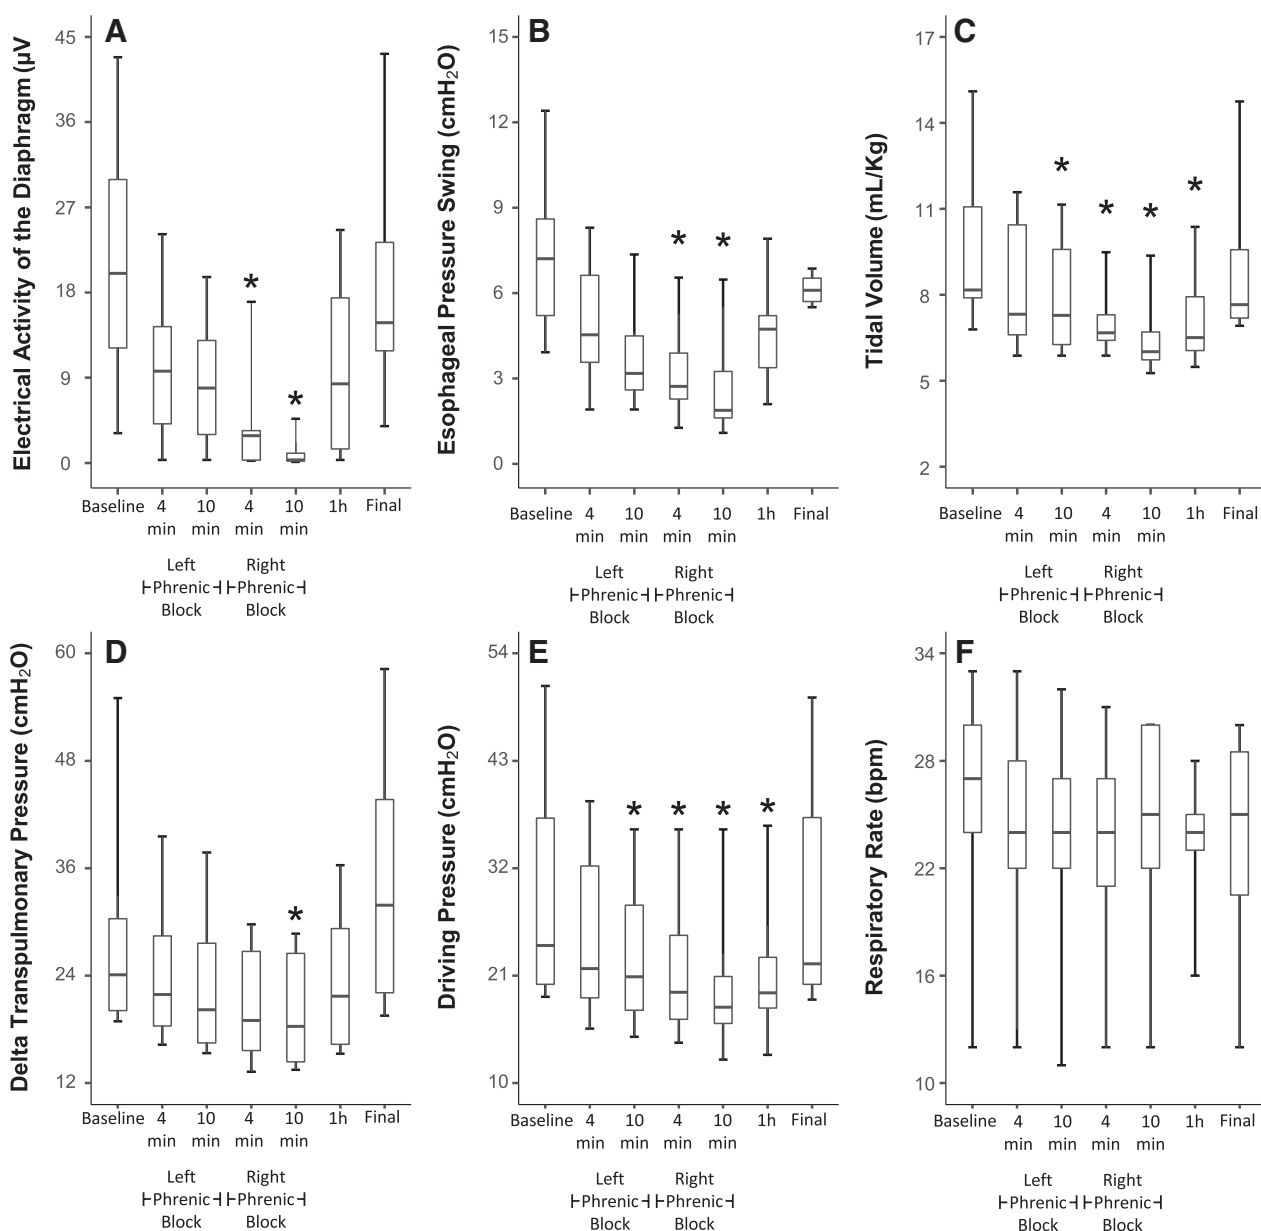 A
Electrical Activity of the Diaphragm (µV
45
36
27
18
9
0
*
*
Baseline 4 10 4 10 1h Final
min min min min
Left Right
Phrenic Phrenic
Block Block
B
Esophageal Pressure Swing (cmH₂O)
15
12
9
6
3
0
* *
Baseline 4 10 4 10 1h Final
min min min min
Left Right
Phrenic Phrenic
Block Block
C
Tidal Volume (mL/Kg)
17
14
11
8
5
2
* * * *
Baseline 4 10 4 10 1h Final
min min min min
Left Right
Phrenic Phrenic
Block Block
D
Delta Transpulmonary Pressure (cmH₂O)
60
48
36
24
12
*
Baseline 4 10 4 10 1h Final
min min min min
Left Right
Phrenic Phrenic
Block Block
E
Driving Pressure (cmH₂O)
54
43
32
21
10
* * * *
Baseline 4 10 4 10 1h Final
min min min min
Left Right
Phrenic Phrenic
Block Block
F
Respiratory Rate (bpm)
34
28
22
16
10
Baseline 4 10 4 10 1h Final
min min min min
Left Right
Phrenic Phrenic
Block Block